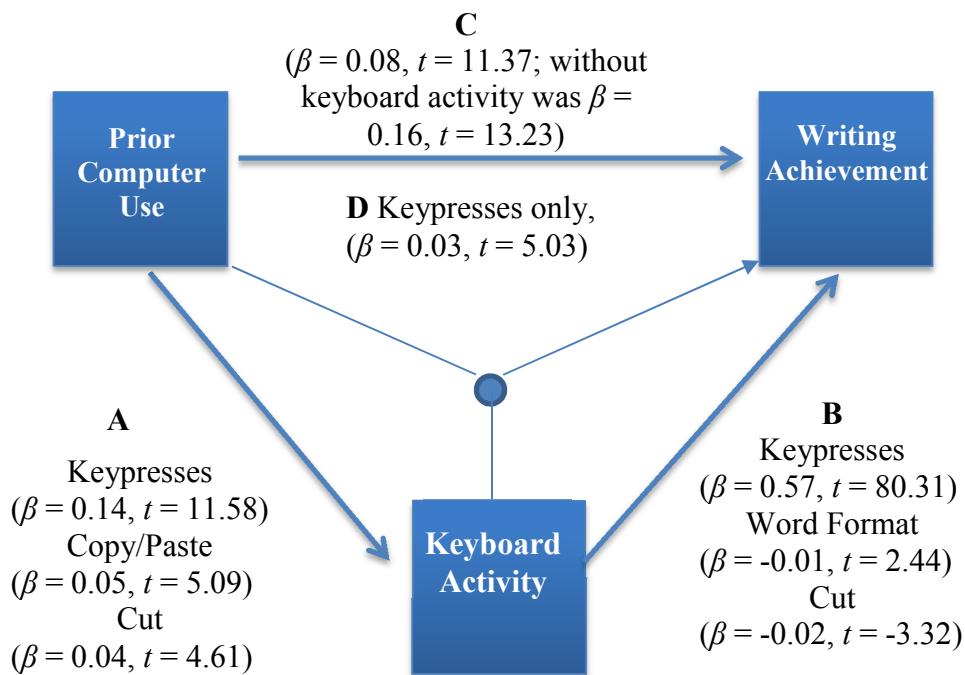 C
(β = 0.08, t = 11.37; without
keyboard activity was β =
0.16, t = 13.23)
Prior
Computer
Use
Writing
Achievement
D Keypresses only,
(β = 0.03, t = 5.03)
A
Keypresses
(β = 0.14, t = 11.58)
Copy/Paste
(β = 0.05, t = 5.09)
Cut
(β = 0.04, t = 4.61)
Keyboard
Activity
B
Keypresses
(β = 0.57, t = 80.31)
Word Format
(β = -0.01, t = 2.44)
Cut
(β = -0.02, t = -3.32)